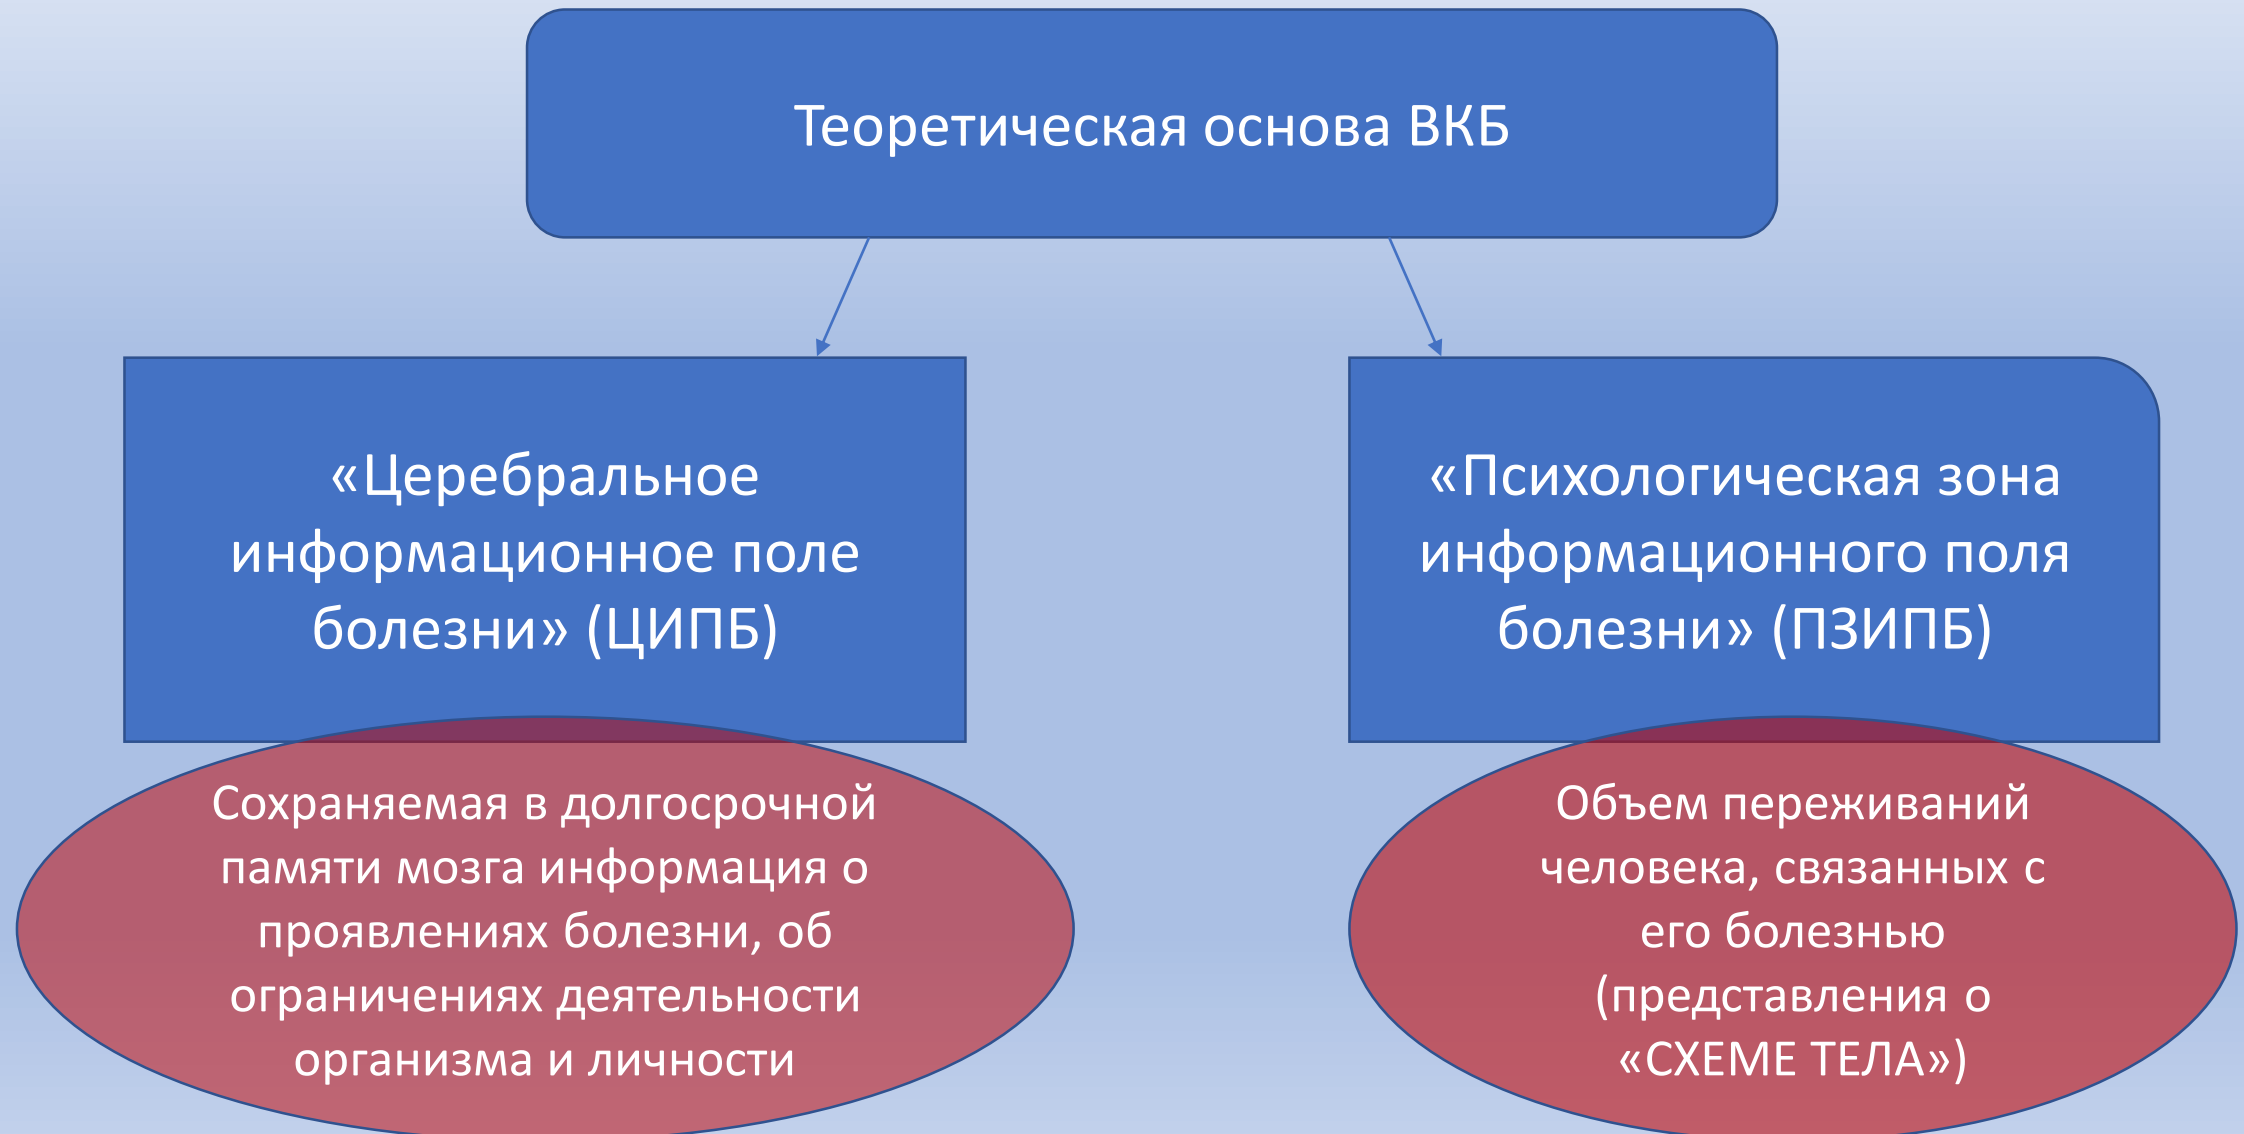 Теоретическая основа ВКБ
«Церебральное
информационное поле
болезни» (ЦИПБ)
Сохраняемая в долгосрочной
памяти мозга информация о
проявлениях болезни, об
ограничениях деятельности
организма и личности
«Психологическая зона
информационного поля
болезни» (ПЗИПБ)
Объем переживаний
человека, связанных с
его болезнью
(представления о
«СХЕМЕ ТЕЛА»)